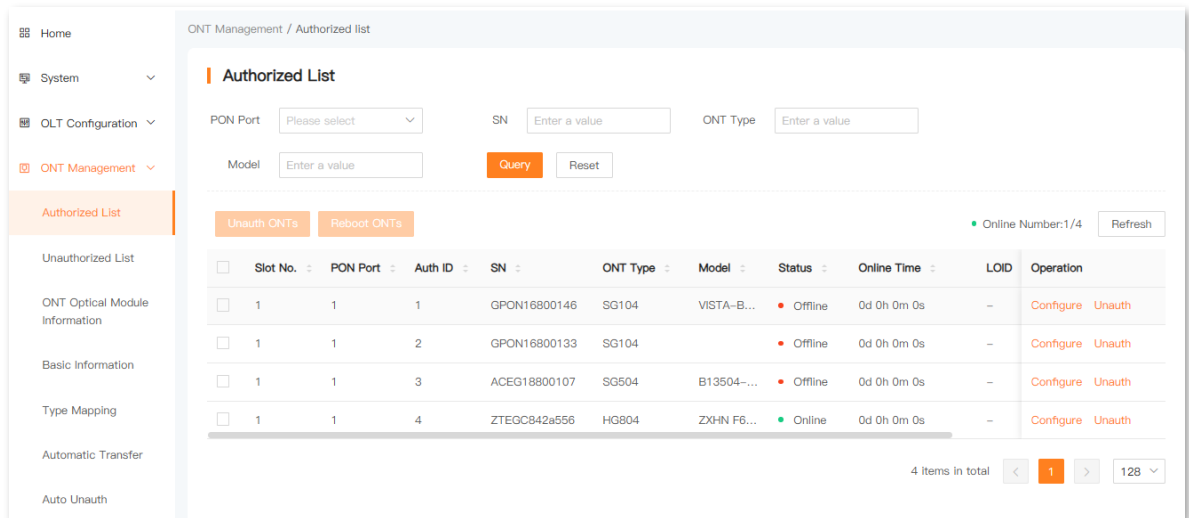 Home
System
OLT Configuration
ONT Management
Authorized List
Unauthorized List
ONT Optical Module
Information
Basic Information
Type Mapping
Automatic Transfer
Auto Unauth
ONT Management / Authorized list
Authorized List
PON Port Please select SN Enter a value ONT Type Enter a value
Model Enter a value Query Reset
Unauth ONTs Reboot ONTs Online Number:1/4 Refresh
Slot No. PON Port Auth ID SN ONT Type Model Status Online Time LOID Operation
1 1 1 GPON16800146 SG104 VISTA-B... Offline 0d 0h 0m 0s – Configure Unauth
1 1 2 GPON16800133 SG104 Offline 0d 0h 0m 0s – Configure Unauth
1 1 3 ACEG18800107 SG504 B13504-... Offline 0d 0h 0m 0s – Configure Unauth
1 1 4 ZTEGC842a556 HG804 ZXHN F6... Online 0d 0h 0m 0s – Configure Unauth
4 items in total < 1 > 128